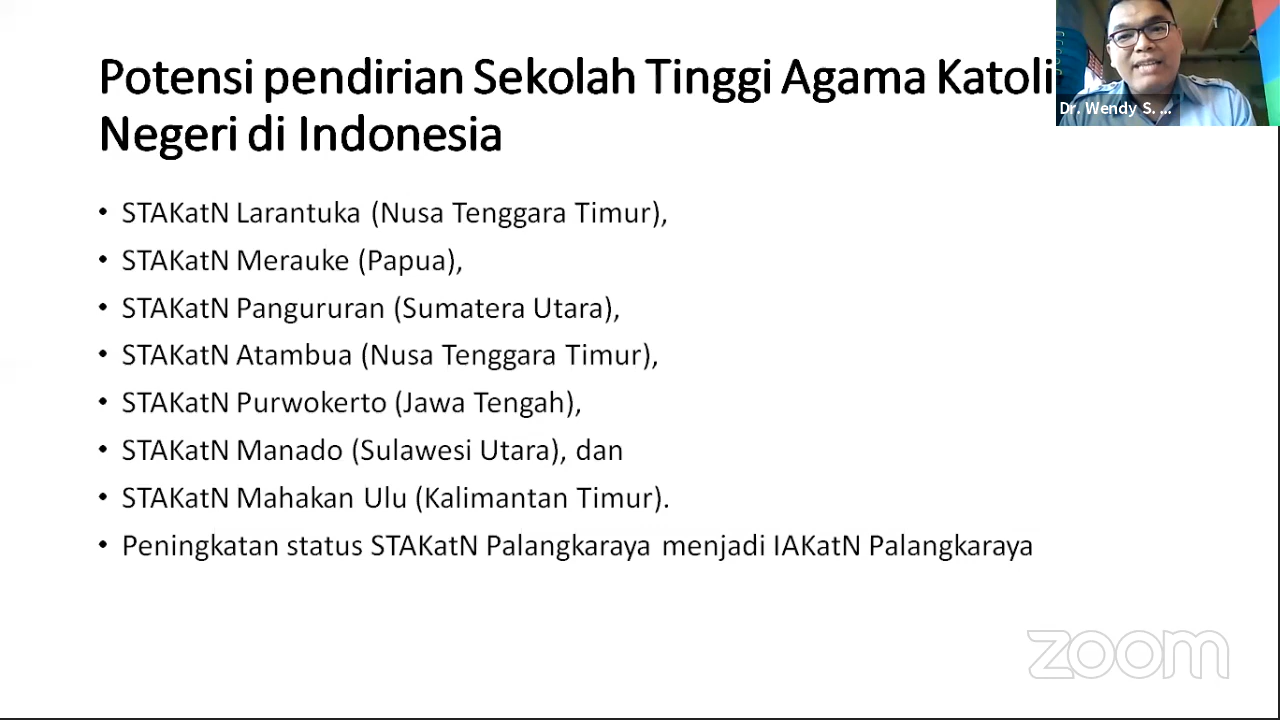 Potensi pendirian Sekolah Tinggi Agama Katoli
Negeri di Indonesia
Dr. Wendy S. ...
• STAKatN Larantuka (Nusa Tenggara Timur),
• STAKatN Merauke (Papua),
• STAKatN Pangururan (Sumatera Utara),
• STAKatN Atambua (Nusa Tenggara Timur),
• STAKatN Purwokerto (Jawa Tengah),
• STAKatN Manado (Sulawesi Utara), dan
• STAKatN Mahakan Ulu (Kalimantan Timur).
• Peningkatan status STAKatN Palangkaraya menjadi IAKatN Palangkaraya
zoom